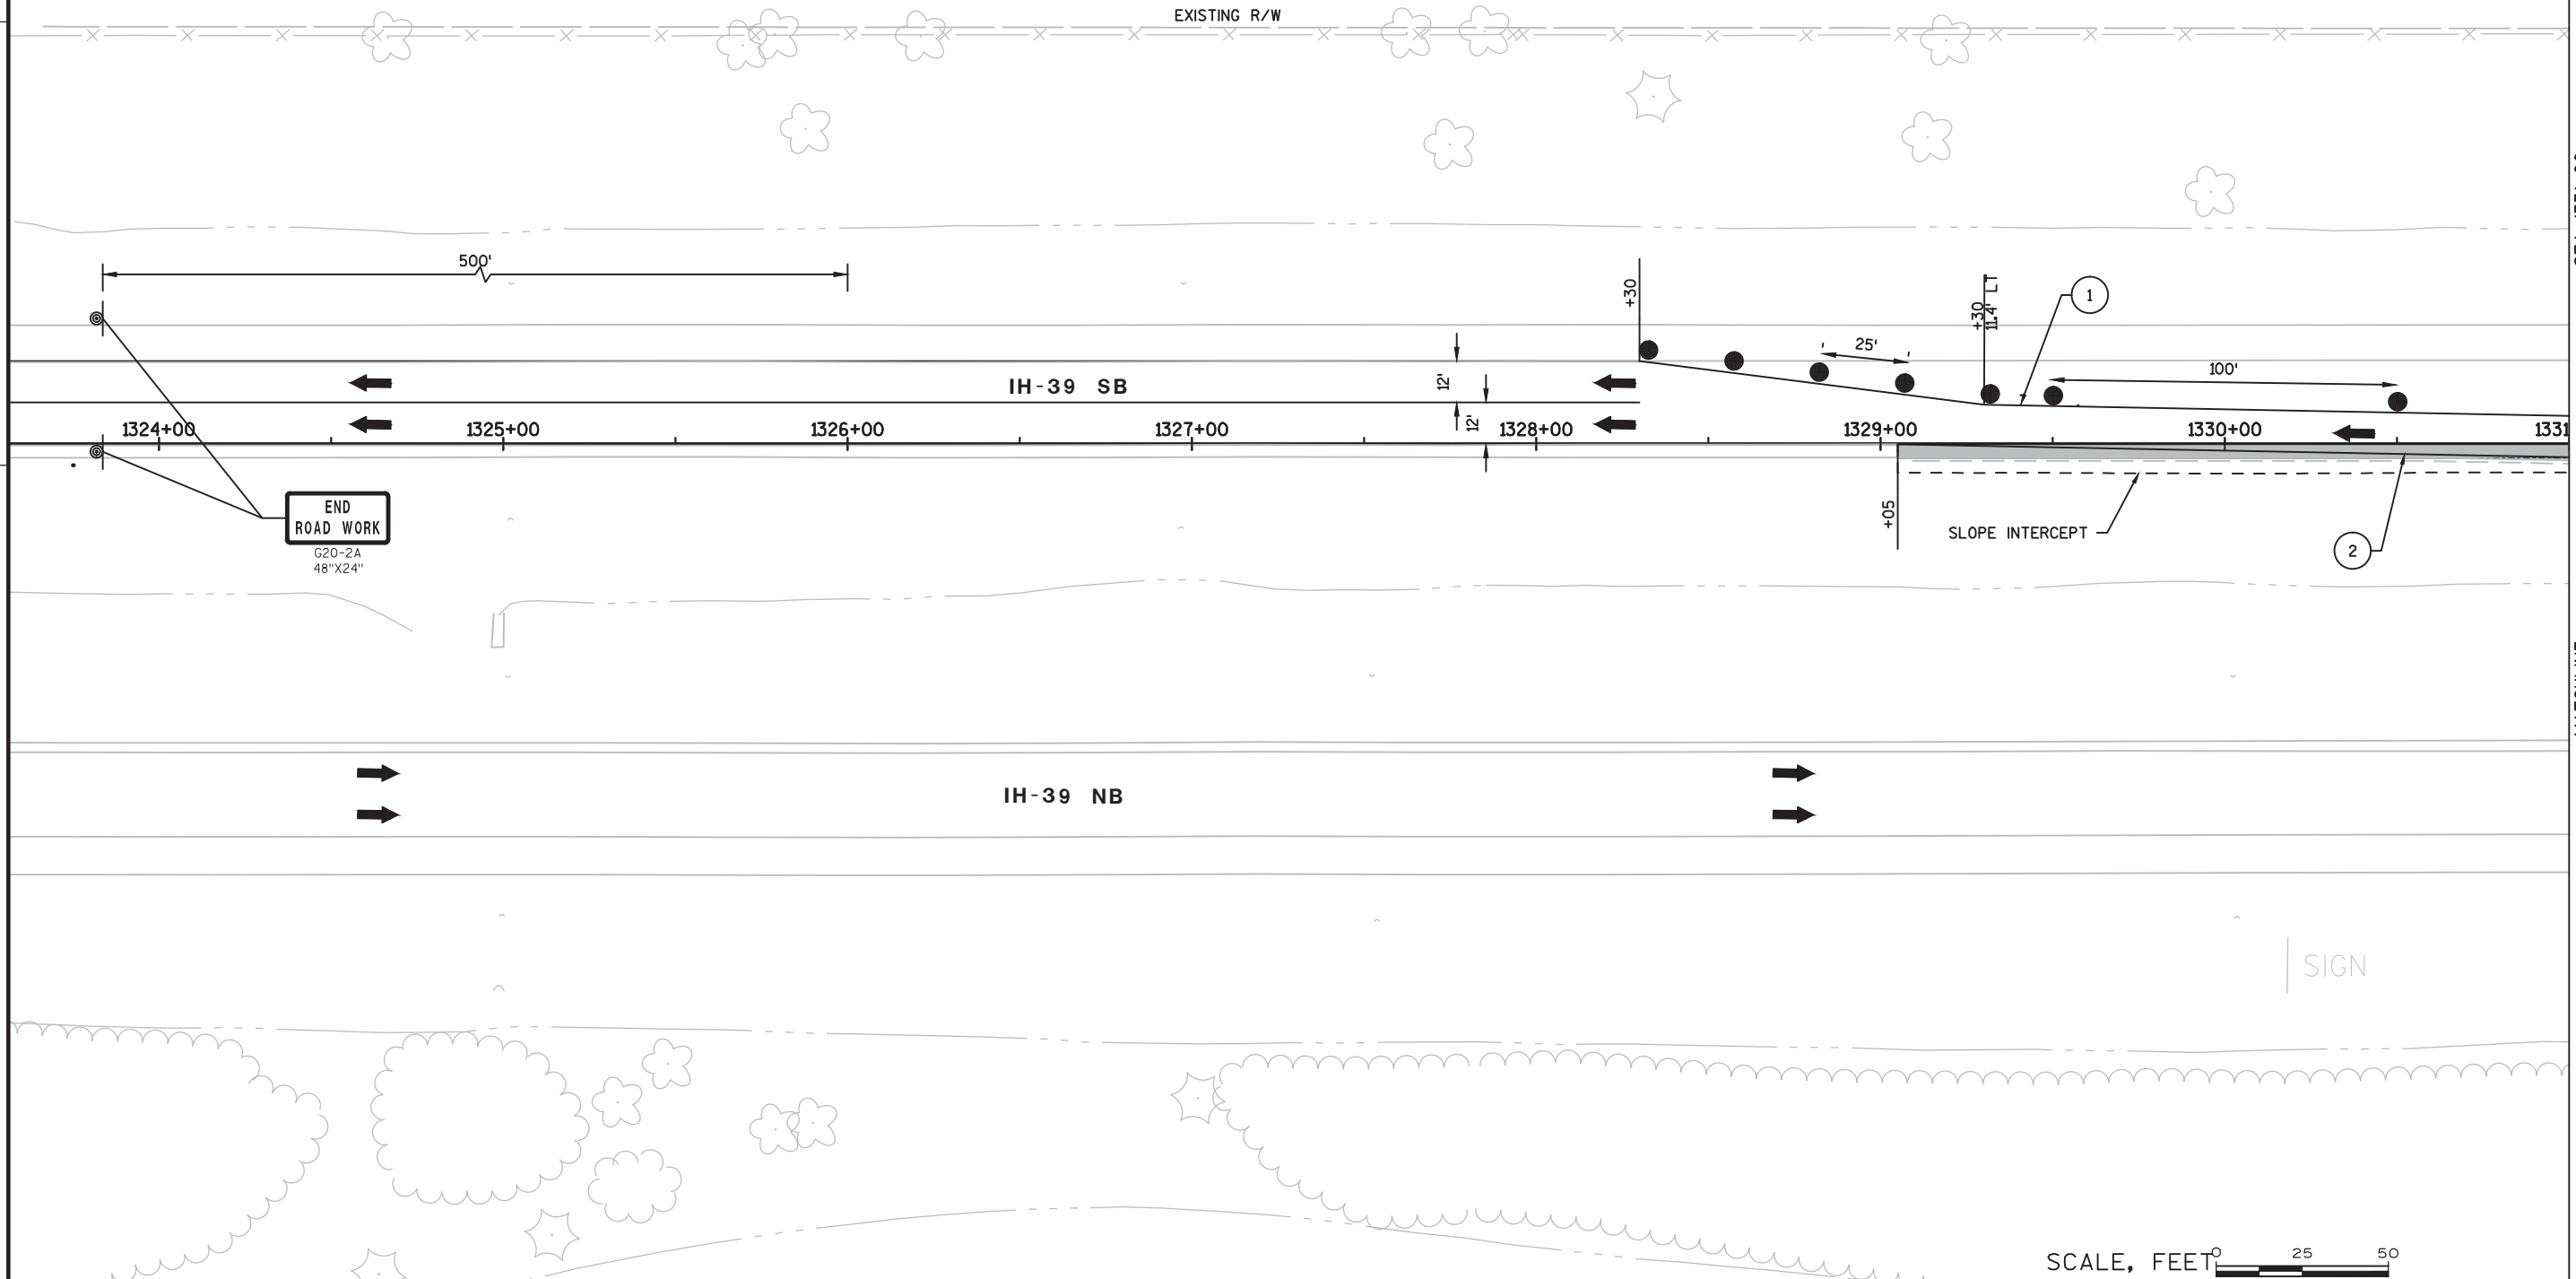 EXISTING R/W
500'
+30
+30
11.4' LT
1
25'
100'
12'
12'
IH-39 SB
1324+00
1325+00
1326+00
1327+00
1328+00
1329+00
1330+00
1331
END
ROAD WORK
G20-2A
48"X24"
+05
SLOPE INTERCEPT
2
IH-39 NB
SIGN
SCALE, FEET
0 25 50